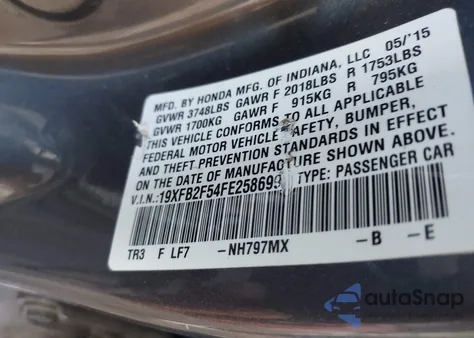 MFD. BY HONDA MFG. OF INDIANA, LLC 05/'15
GVWR 3748LBS GAWR F 2018LBS R 1753LBS
GVWR 1700KG GAWR F 915KG R 795KG
THIS VEHICLE CONFORMS TO ALL APPLICABLE
FEDERAL MOTOR VEHICLE SAFETY, BUMPER,
AND THEFT PREVENTION STANDARDS IN EFFECT
ON THE DATE OF MANUFACTURE SHOWN ABOVE.
V.I.N.: TYPE: PASSENGER CAR
TR3 F LF7 -NH797MX -B -E
autoSnap